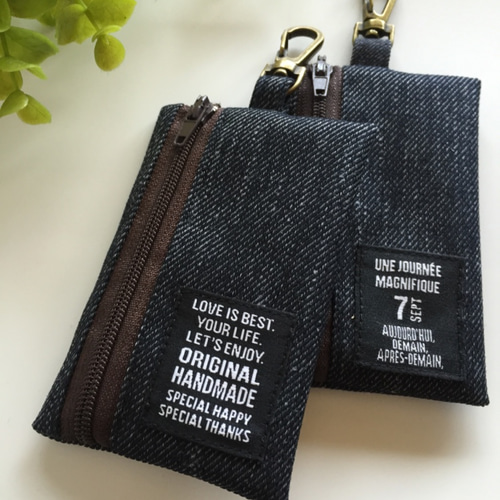 LOVE IS BEST.
YOUR LIFE.
LET'S ENJOY.
ORIGINAL
HANDMADE
SPECIAL HAPPY
SPECIAL THANKS
UNE JOURNÉE
MAGNIFIQUE
7 SEPT
AUJOURD'HUI,
DEMAIN,
APRÈS-DEMAIN,